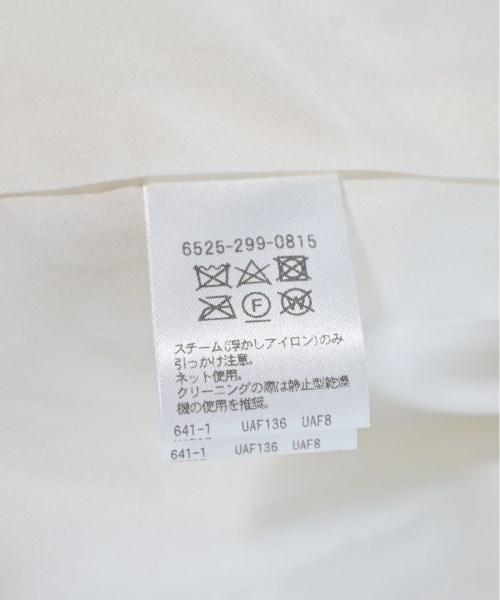 6525-299-0815
F
W
スチーム(浮かしアイロン)のみ
引っかけ注意。
ネット使用。
クリーニングの際は静止型乾燥
機の使用を推奨。
641-1 UAF136 UAF8
641-1 UAF136 UAF8